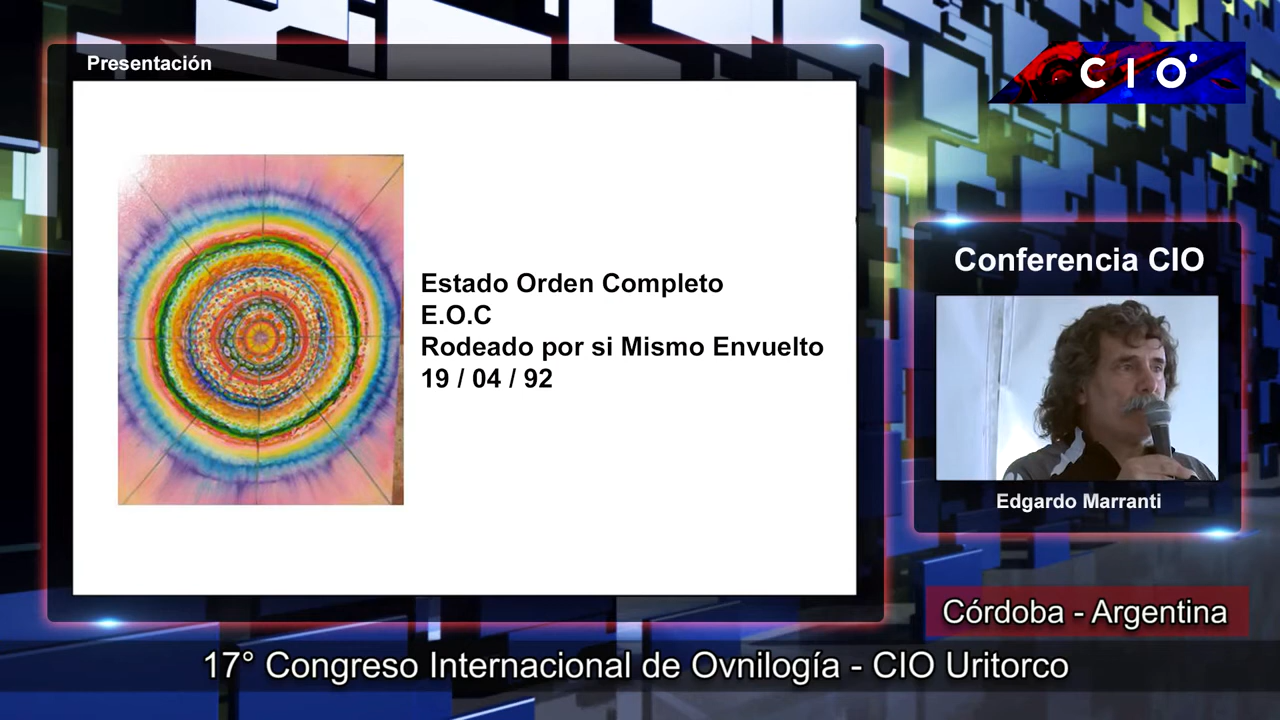 Presentación
CIO
Estado Orden Completo
E.O.C
Rodeado por si Mismo Envuelto
19 / 04 / 92
Conferencia CIO
Edgardo Marranti
Córdoba - Argentina
17° Congreso Internacional de Ovnilogía - CIO Uritorco